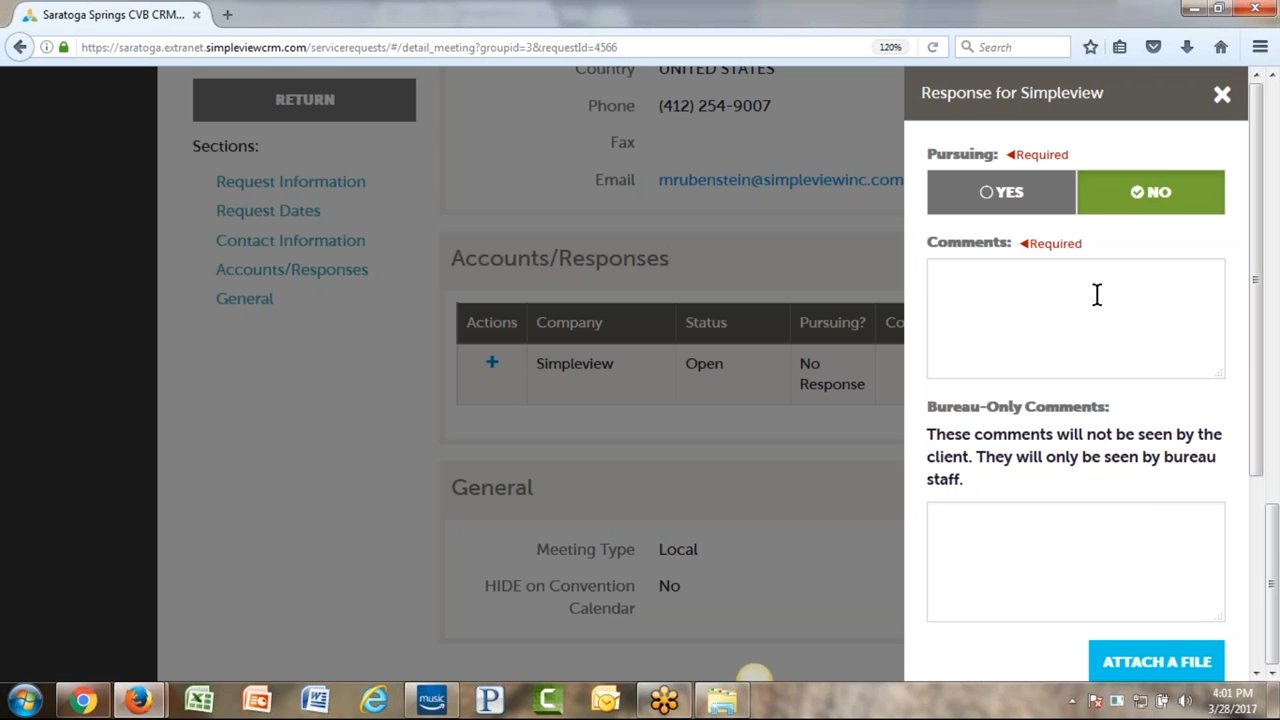 Saratoga Springs CVB CRM...
https://saratoga.extranet.simpleviewcrm.com/servicerequests/#/detail_meeting?groupid=3&requestId=4566
120%
Search
RETURN
Sections:
Request Information
Request Dates
Contact Information
Accounts/Responses
General
Country UNITED STATES
Phone (412) 254-9007
Fax
Email mrubenstein@simpleviewinc.com
Accounts/Responses
Actions Company Status Pursuing? Co
+ Simpleview Open No
Response
General
Meeting Type Local
HIDE on Convention No
Calendar
Response for Simpleview
Pursuing: Required
YES NO
Comments: Required
Bureau-Only Comments:
These comments will not be seen by the
client. They will only be seen by bureau
staff.
ATTACH A FILE
music
4:01 PM
3/28/2017